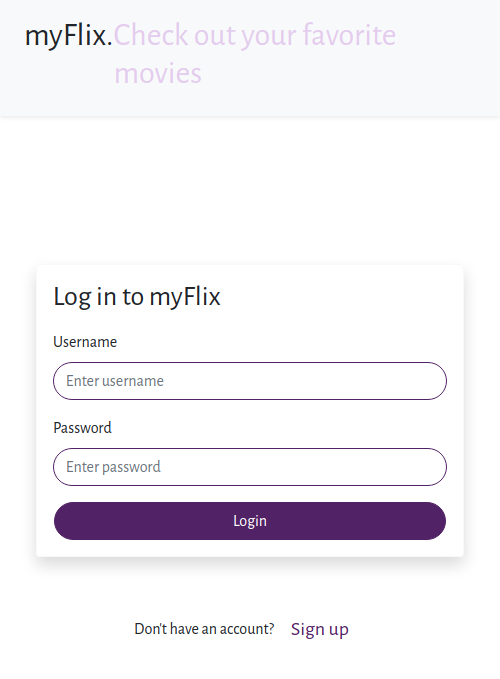 myFlix.Check out your favorite
movies
Log in to myFlix
Username
Enter username
Password
Enter password
Login
Don't have an account? Sign up